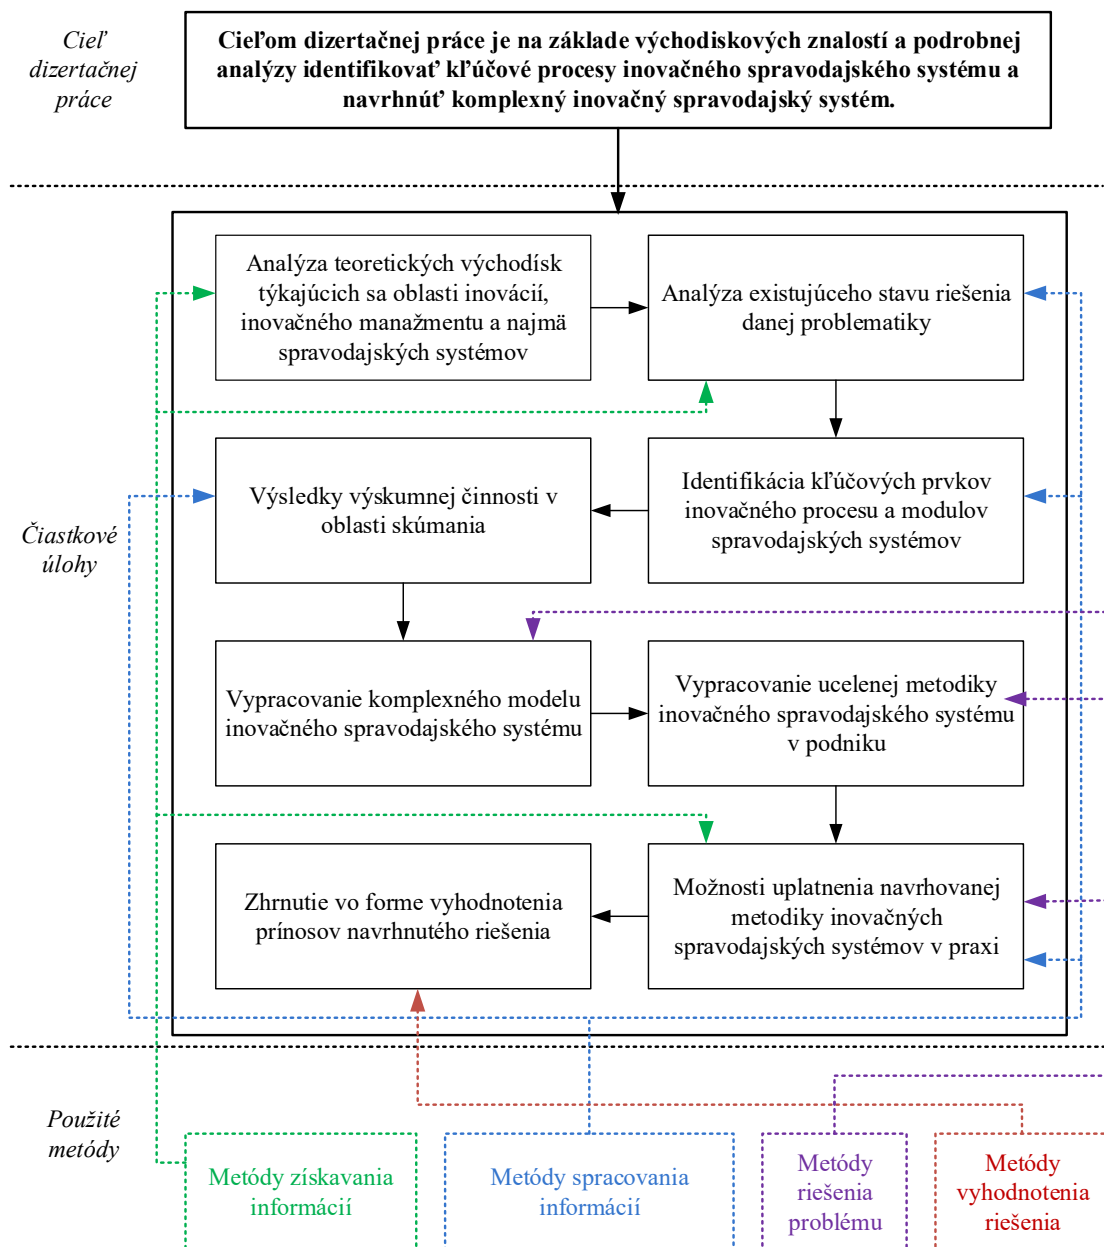 Cieľ
dizertačnej
práce
Cieľom dizertačnej práce je na základe východiskových znalostí a podrobnej
analýzy identifikovať kľúčové procesy inovačného spravodajského systému a
navrhnúť komplexný inovačný spravodajský systém.
Čiastkové
úlohy
Analýza teoretických východísk
týkajúcich sa oblasti inovácií,
inovačného manažmentu a najmä
spravodajských systémov
Analýza existujúceho stavu riešenia
danej problematiky
Výsledky výskumnej činnosti v
oblasti skúmania
Identifikácia kľúčových prvkov
inovačného procesu a modulov
spravodajských systémov
Vypracovanie komplexného modelu
inovačného spravodajského systému
Vypracovanie ucelenej metodiky
inovačného spravodajského systému
v podniku
Zhrnutie vo forme vyhodnotenia
prínosov navrhnutého riešenia
Možnosti uplatnenia navrhovanej
metodiky inovačných
spravodajských systémov v praxi
Použité
metódy
Metódy získavania
informácií
Metódy spracovania
informácií
Metódy
riešenia
problému
Metódy
vyhodnotenia
riešenia